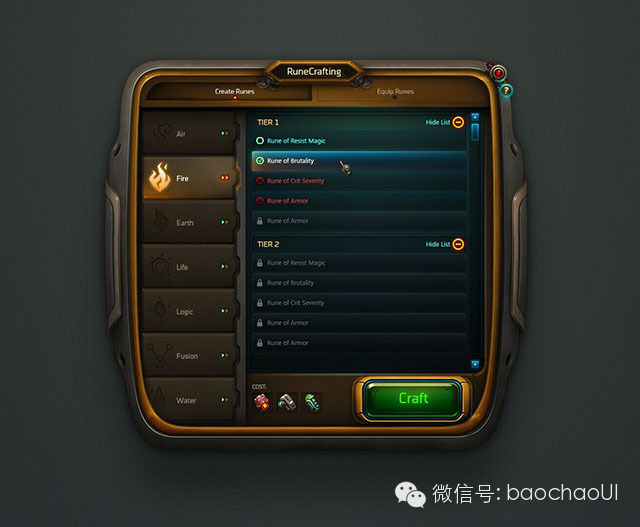 RuneCrafting
Create Runes
Equip Runes
?
Air
Fire
Earth
Life
Logic
Fusion
Water
TIER 1
Hide List
Rune of Resist Magic
Rune of Brutality
Rune of Crit Severity
Rune of Armor
Rune of Armor
TIER 2
Hide List
Rune of Resist Magic
Rune of Brutality
Rune of Crit Severity
Rune of Armor
Rune of Armor
COST:
Craft
微信号: baochaoUI